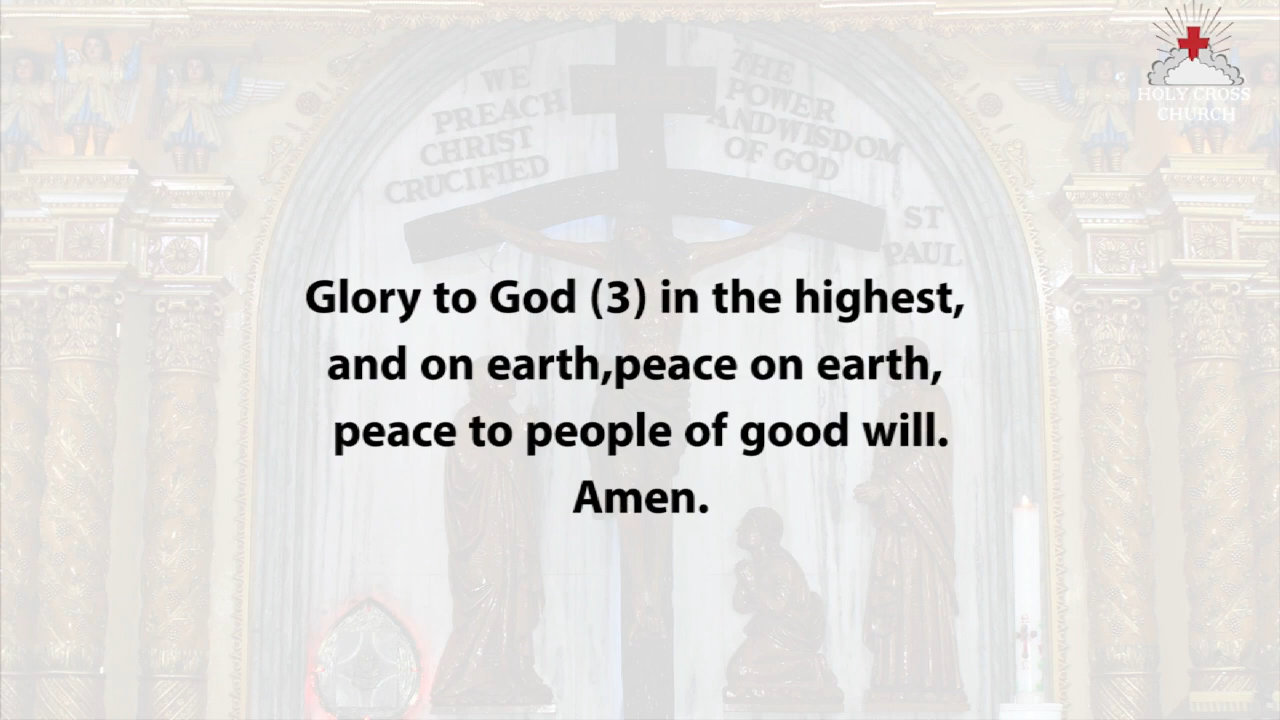 WE
PREACH
CHRIST
CRUCIFIED
THE
POWER
ANDWISDOM
OF GOD
ST
PAUL
HOLY CROSS
CHURCH
Glory to God (3) in the highest,
and on earth,peace on earth,
peace to people of good will.
Amen.